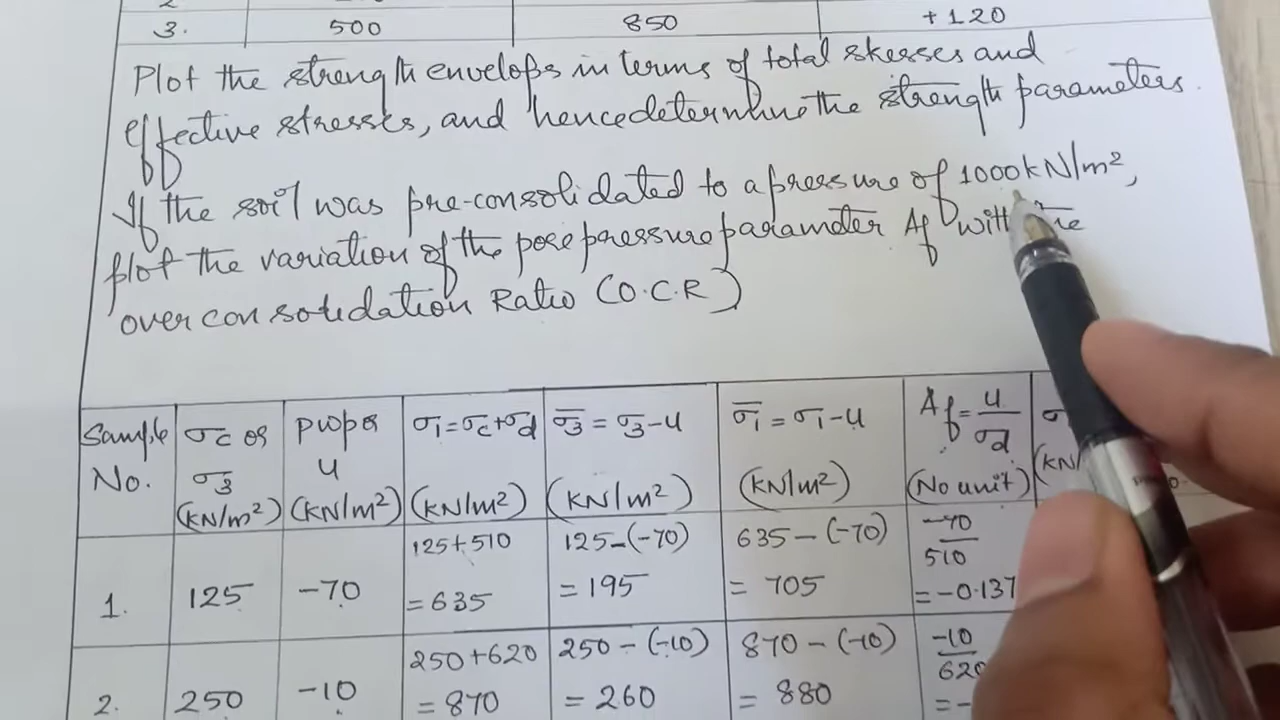 3. 500 850 +120
Plot the strength envelops in terms of total stresses and
effective stresses, and hence determine the strength parameters.
If the soil was pre-consolidated to a pressure of 1000kN/m²,
plot the variation of the pore pressure parameter Af with the
over consolidation Ratio (O.C.R)
Sample No. σc or σ3 (kN/m²) u (kN/m²) σ1=σc+σd (kN/m²) σ̅3 = σ3-u (kN/m²) σ̅1 = σ1-u (kN/m²) Af = u/σd (No unit)
1. 125 -70 125+510 =635 125-(-70) = 195 635-(-70) = 705 -70/510 =-0.137
2. 250 -10 250+620 = 870 250-(-10) = 260 870-(-10) = 880 -10/620 =-